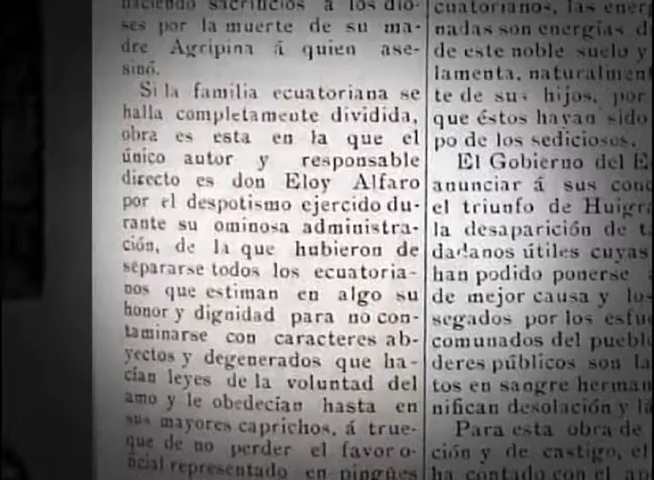 haciendo sacrificios á los dio-
ses por la muerte de su ma-
dre Agripina á quien ase-
sinó.
Si la familia ecuatoriana se
halla completamente dividida,
obra es esta en la que el
único autor y responsable
directo es don Eloy Alfaro
por el despotismo ejercido du-
rante su ominosa administra-
ción, de la que hubieron de
separarse todos los ecuatoria-
nos que estiman en algo su
honor y dignidad para no con-
taminarse con caracteres ab-
yectos y degenerados que ha-
cían leyes de la voluntad del
amo y le obedecían hasta en
sus mayores caprichos, á true-
que de no perder el favor o-
ficial representado en pingües
cuatorianos, las ener
nadas son energías d
de este noble suelo y
lamenta, naturalmen
te de sus hijos, por
que éstos hayan sido
po de los sediciosos.
El Gobierno del E
anunciar á sus con
el triunfo de Huigr
la desaparición de t
dadanos útiles cuyas
han podido ponerse
de mejor causa y los
segados por los esfu
comunados del puebl
deres públicos son la
tos en sangre herman
nifican desolación y l
Para esta obra de
ción y de castigo, el
ha contado con el ap